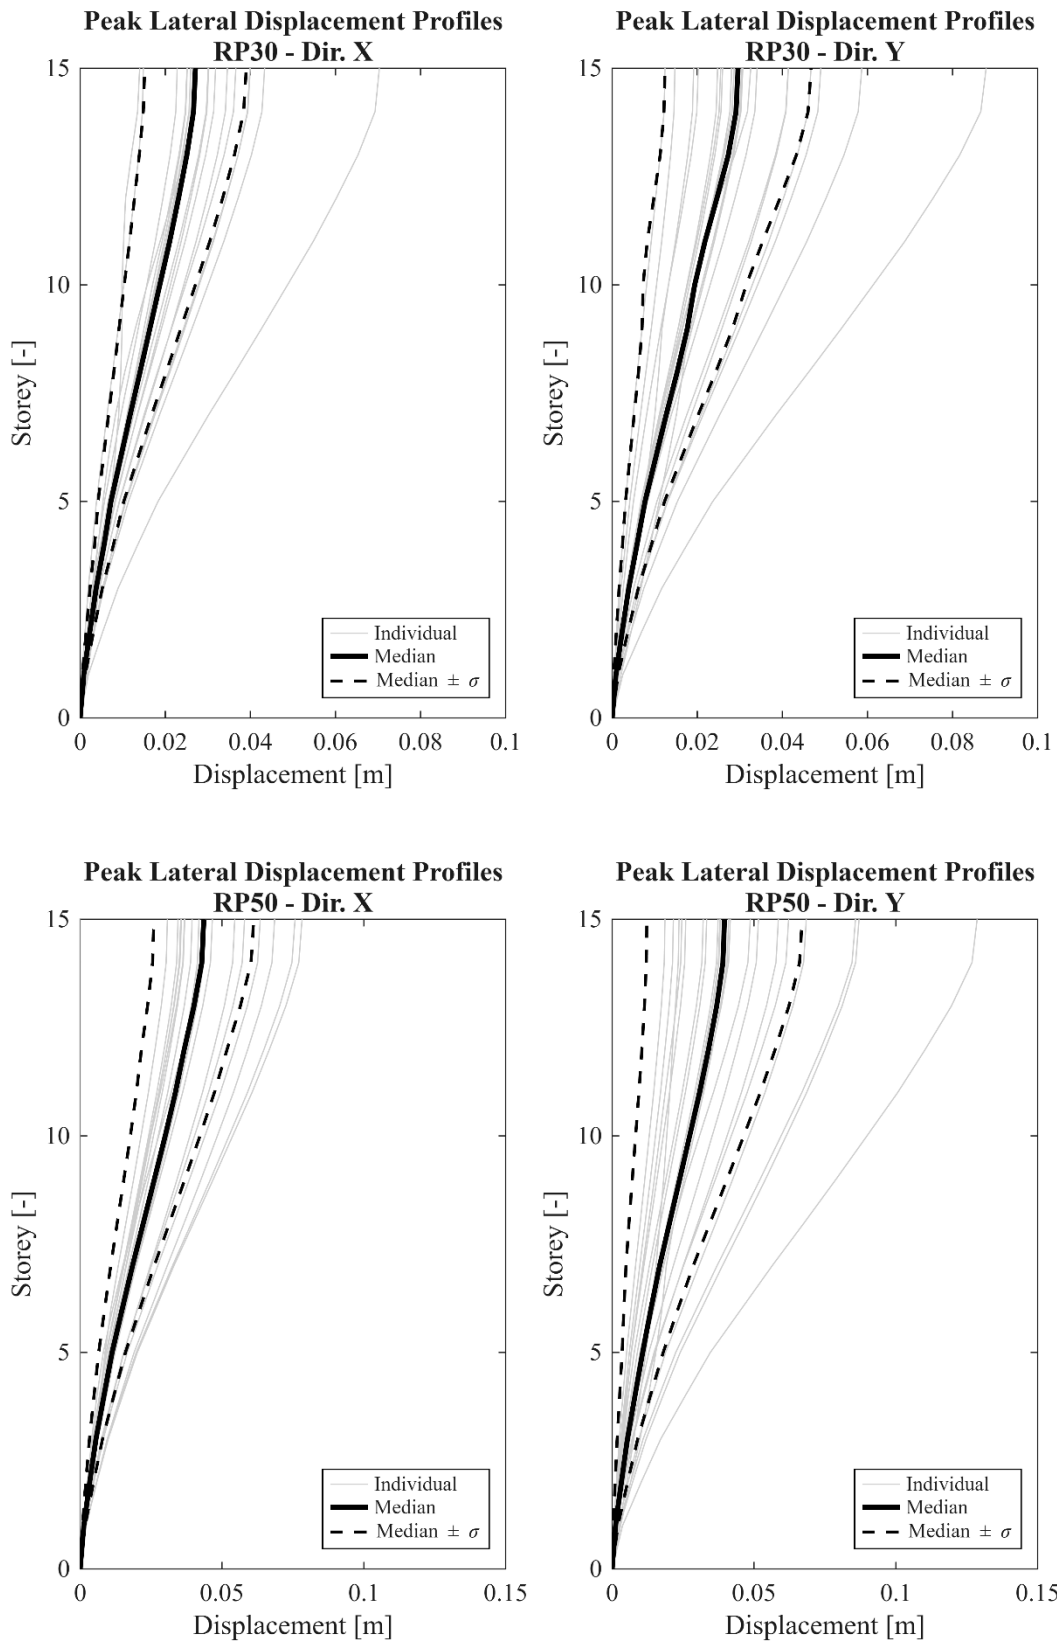 Peak Lateral Displacement Profiles
RP30 - Dir. X
15
10
5
0
Storey [-]
Individual
Median
Median ± σ
0 0.02 0.04 0.06 0.08 0.1
Displacement [m]
Peak Lateral Displacement Profiles
RP30 - Dir. Y
15
10
5
0
Storey [-]
Individual
Median
Median ± σ
0 0.02 0.04 0.06 0.08 0.1
Displacement [m]
Peak Lateral Displacement Profiles
RP50 - Dir. X
15
10
5
0
Storey [-]
Individual
Median
Median ± σ
0 0.05 0.1 0.15
Displacement [m]
Peak Lateral Displacement Profiles
RP50 - Dir. Y
15
10
5
0
Storey [-]
Individual
Median
Median ± σ
0 0.05 0.1 0.15
Displacement [m]